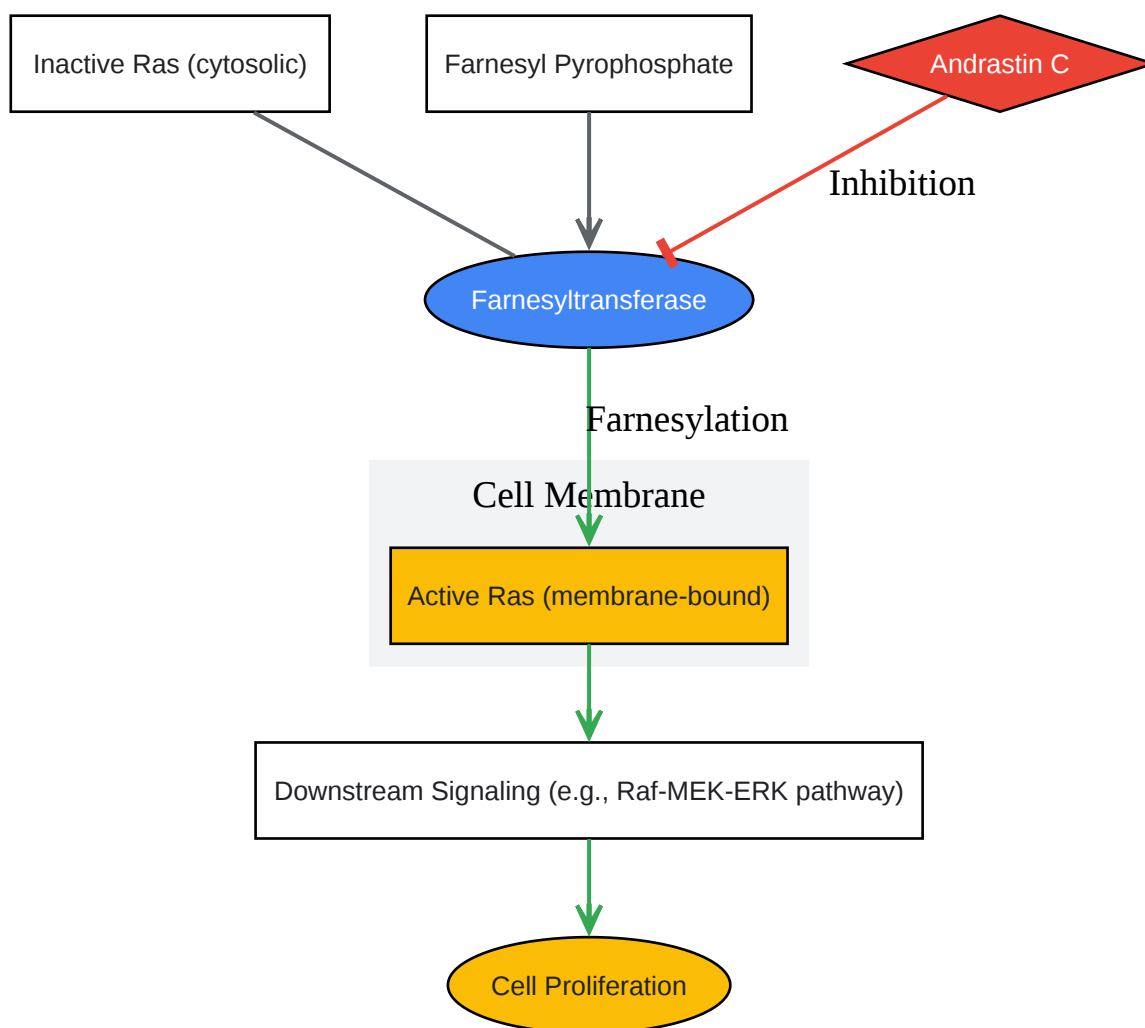 Inactive Ras (cytosolic)
Farnesyl Pyrophosphate
Andrastin C
Inhibition
Farnesyltransferase
Farnesylation
Cell Membrane
Active Ras (membrane-bound)
Downstream Signaling (e.g., Raf-MEK-ERK pathway)
Cell Proliferation